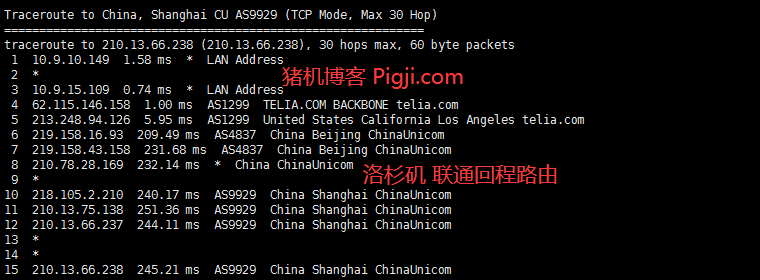 Traceroute to China, Shanghai CU AS9929 (TCP Mode, Max 30 Hop)
============================================================
traceroute to 210.13.66.238 (210.13.66.238), 30 hops max, 60 byte packets
1 10.9.10.149 1.58 ms * LAN Address
2 *
猪机博客 Pigji.com
3 10.9.15.109 0.74 ms * LAN Address
4 62.115.146.158 1.00 ms AS1299 TELIA.COM BACKBONE telia.com
5 213.248.94.126 5.95 ms AS1299 United States California Los Angeles telia.com
6 219.158.16.93 209.49 ms AS4837 China Beijing ChinaUnicom
7 219.158.43.158 231.68 ms AS4837 China Beijing ChinaUnicom
8 210.78.28.169 232.14 ms * China ChinaUnicom
洛杉矶 联通回程路由
9 *
10 218.105.2.210 240.17 ms AS9929 China Shanghai ChinaUnicom
11 210.13.75.138 251.36 ms AS9929 China Shanghai ChinaUnicom
12 210.13.66.237 244.11 ms AS9929 China Shanghai ChinaUnicom
13 *
14 *
15 210.13.66.238 245.21 ms AS9929 China Shanghai ChinaUnicom